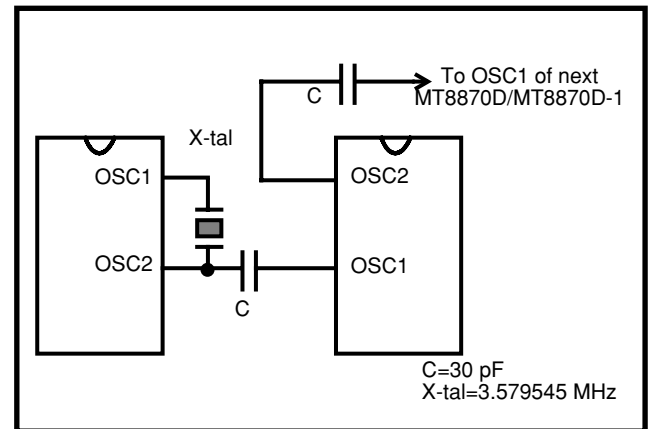 To OSC1 of next
MT8870D/MT8870D-1
C
X-tal
OSC1
OSC2
OSC2
OSC1
C
C=30 pF
X-tal=3.579545 MHz